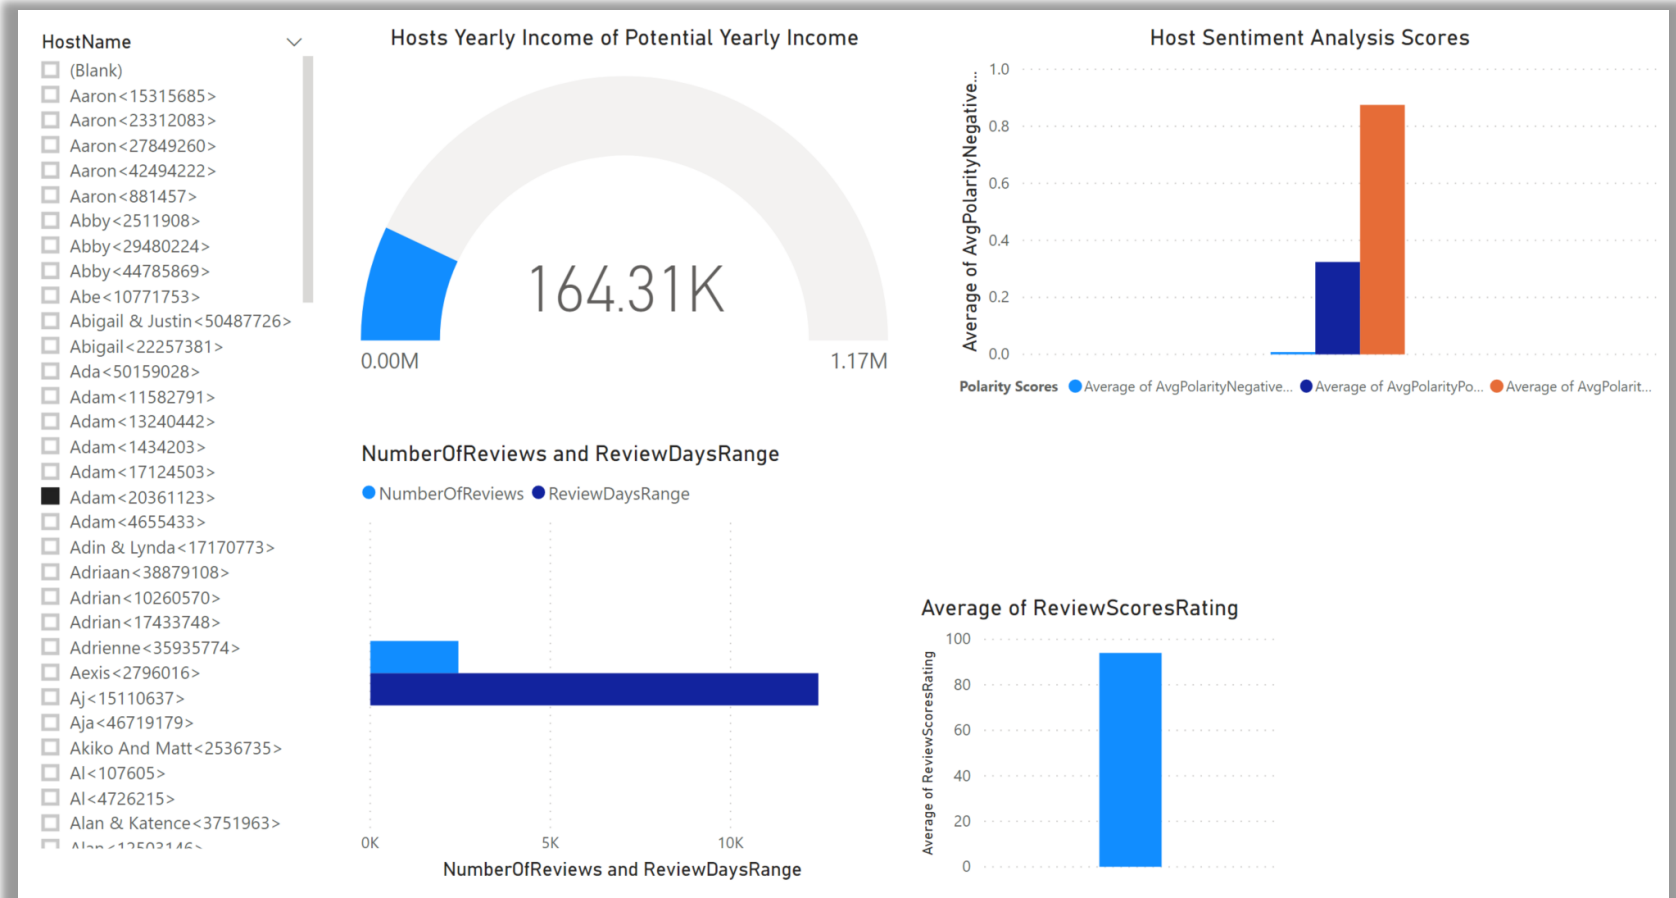 HostName
(Blank)
Aaron<15315685>
Aaron<23312083>
Aaron<27849260>
Aaron<42494222>
Aaron<881457>
Abby<2511908>
Abby<29480224>
Abby<44785869>
Abe<10771753>
Abigail & Justin<50487726>
Abigail<22257381>
Ada<50159028>
Adam<11582791>
Adam<13240442>
Adam<1434203>
Adam<17124503>
Adam<20361123>
Adam<4655433>
Adin & Lynda<17170773>
Adriaan<38879108>
Adrian<10260570>
Adrian<17433748>
Adrienne<35935774>
Aexis<2796016>
Aj<15110637>
Aja<46719179>
Akiko And Matt<2536735>
Al<107605>
Al<4726215>
Alan & Katence<3751963>
Alan<12503146>
Hosts Yearly Income of Potential Yearly Income
164.31K
0.00M
1.17M
Host Sentiment Analysis Scores
Average of AvgPolarityNegative...
1.0
0.8
0.6
0.4
0.2
0.0
Polarity Scores Average of AvgPolarityNegative... Average of AvgPolarityPo... Average of AvgPolarit...
NumberOfReviews and ReviewDaysRange
NumberOfReviews ReviewDaysRange
0K 5K 10K
NumberOfReviews and ReviewDaysRange
Average of ReviewScoresRating
Average of ReviewScoresRating
100
80
60
40
20
0